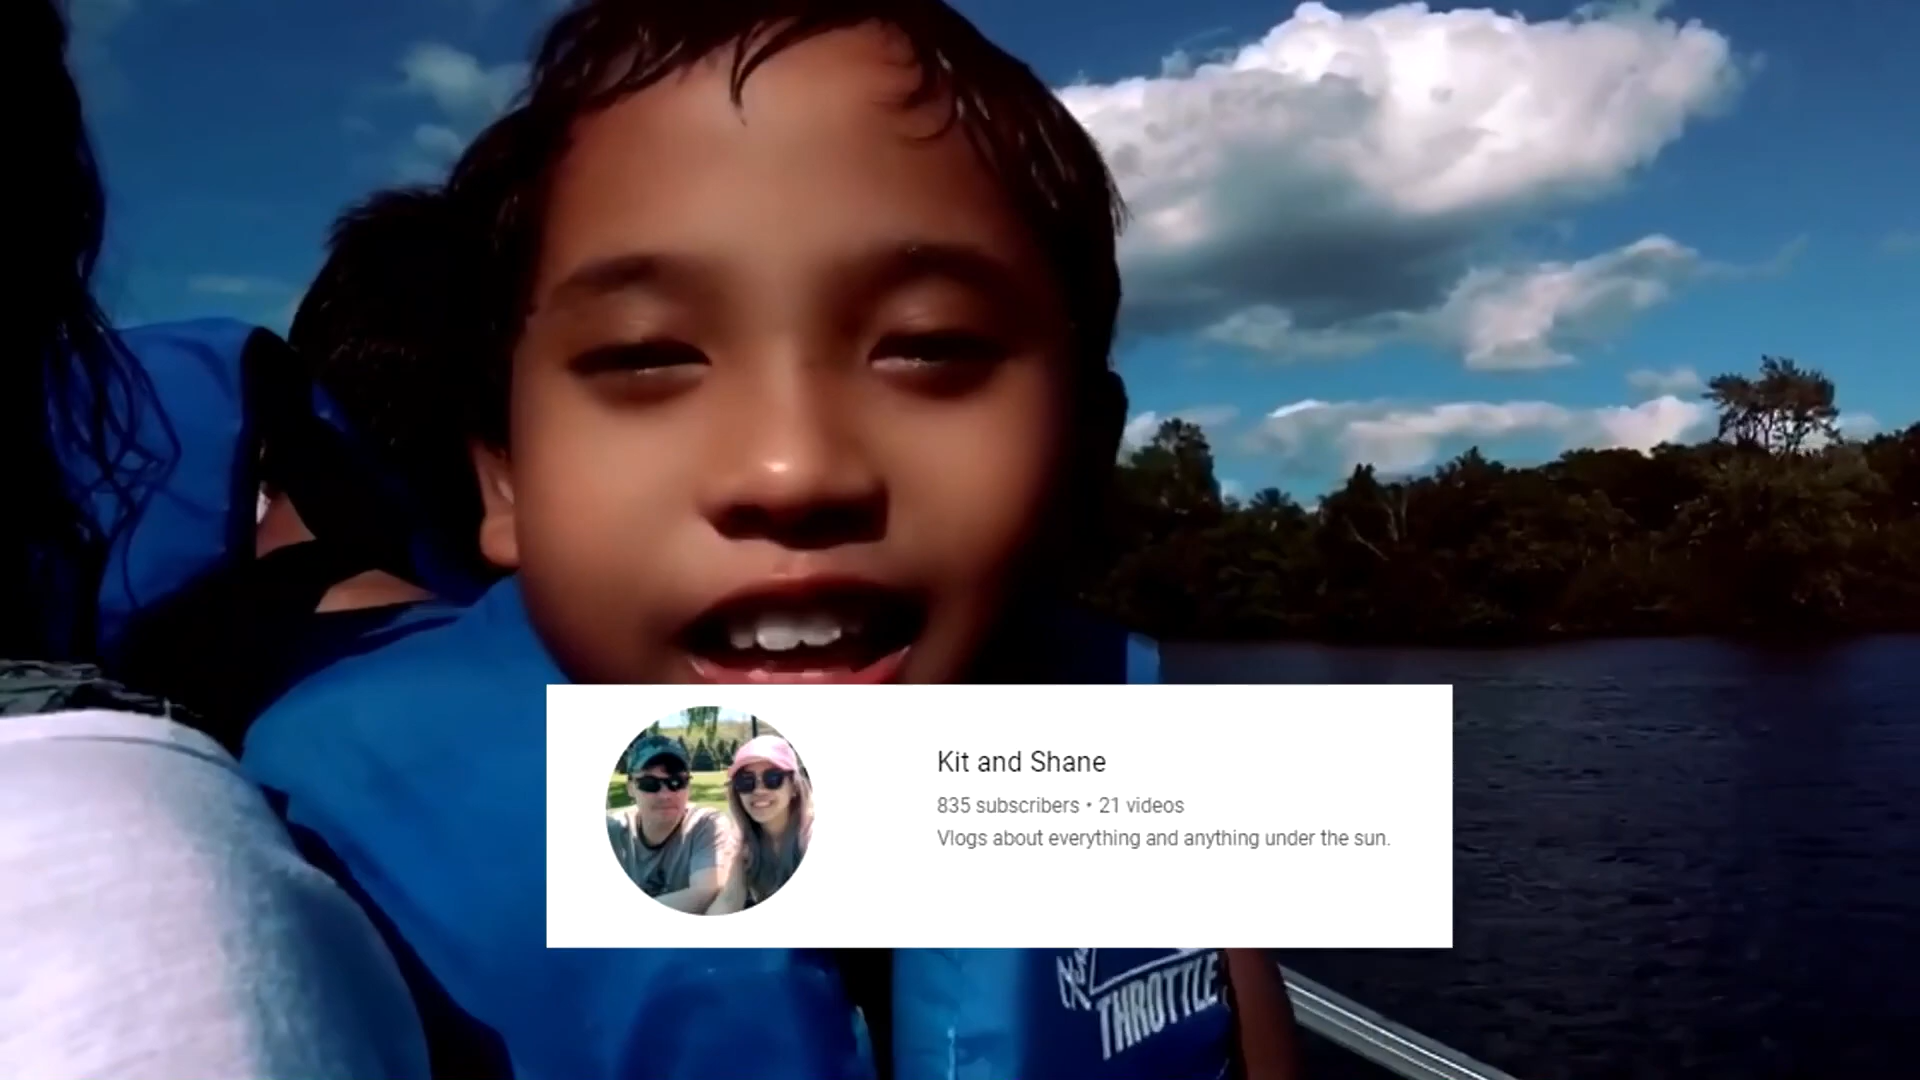 Kit and Shane
835 subscribers • 21 videos
Vlogs about everything and anything under the sun.
THROTTLE